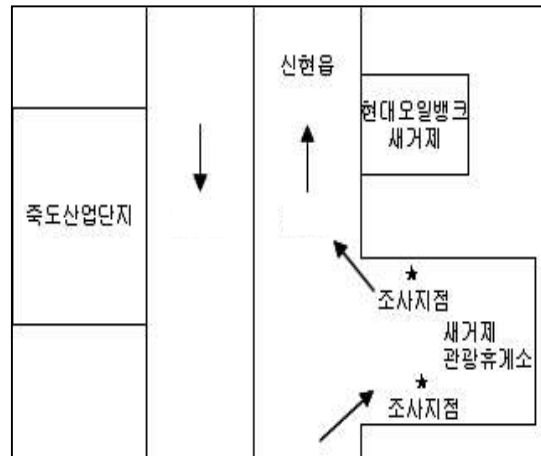 신현읍
현대오일뱅크
새거제
죽도산업단지
조사지점
새거제
관광휴게소
조사지점